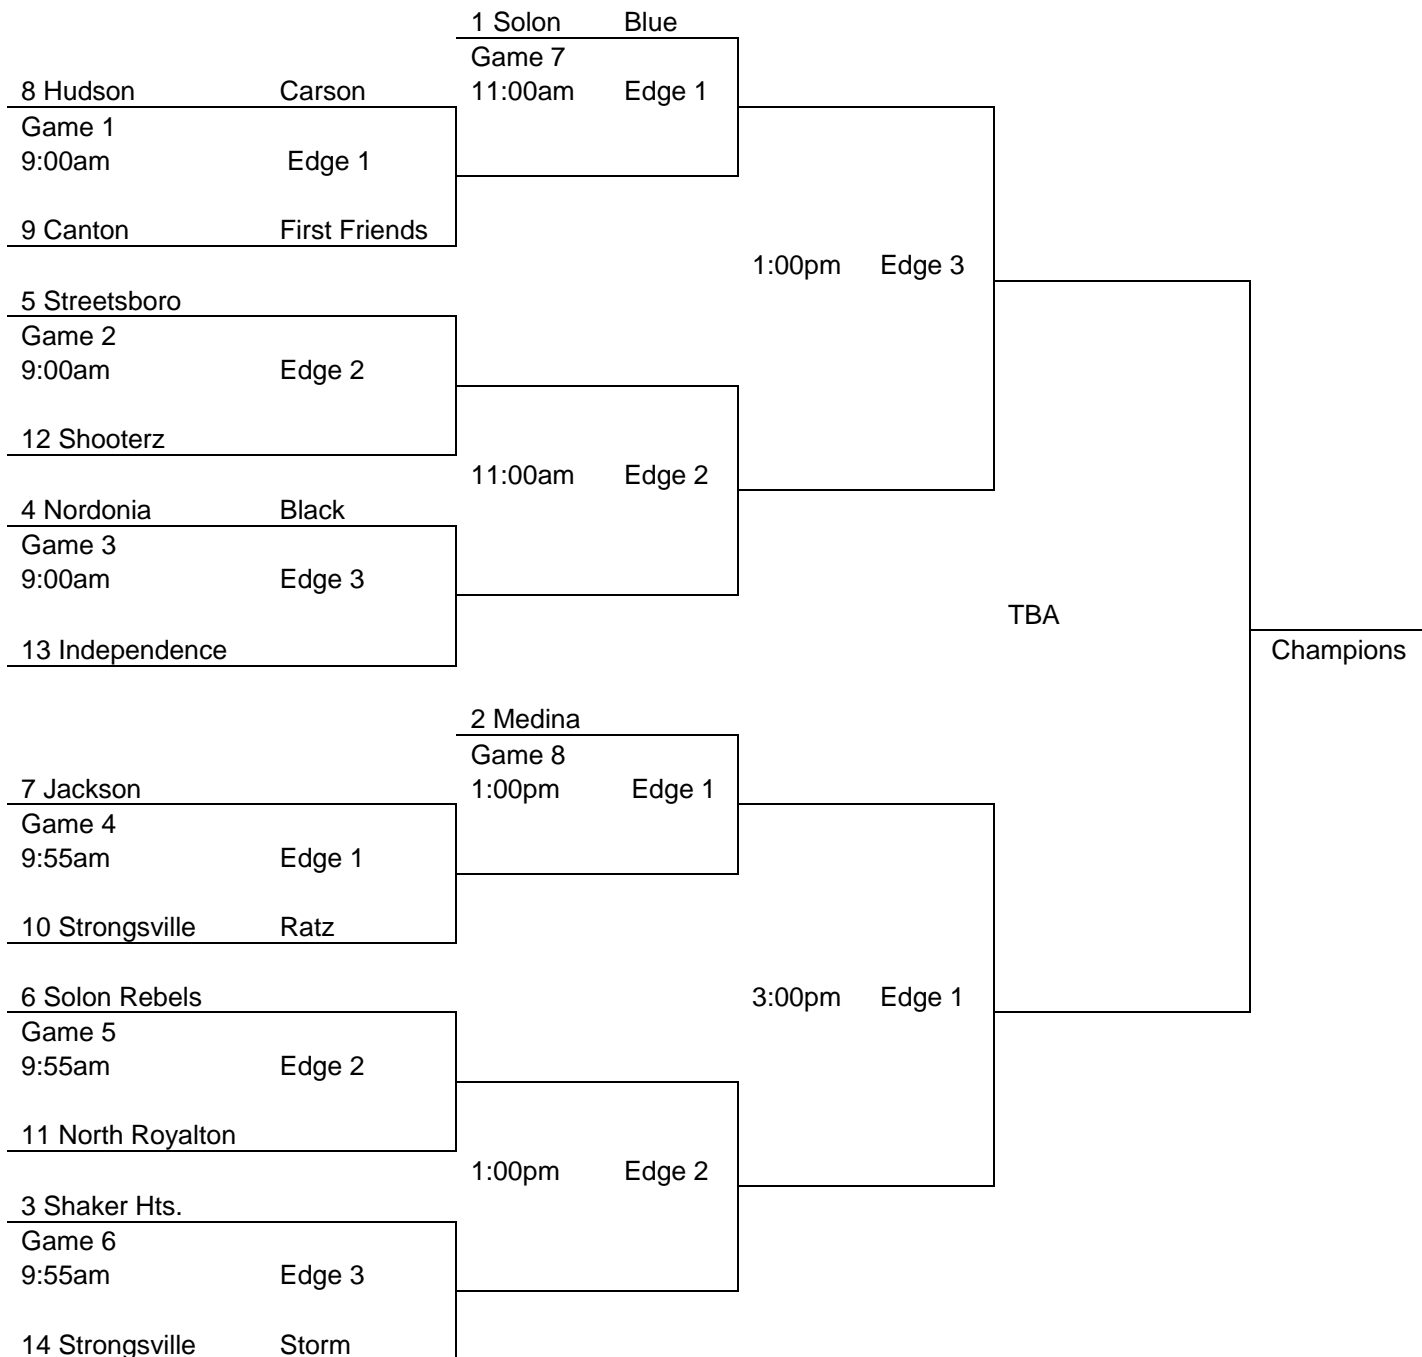 1 Solon Blue
Game 7
8 Hudson Carson 11:00am Edge 1
Game 1
9:00am Edge 1
9 Canton First Friends
1:00pm Edge 3
5 Streetsboro
Game 2
9:00am Edge 2
12 Shooterz
11:00am Edge 2
4 Nordonia Black
Game 3
9:00am Edge 3
TBA
13 Independence Champions
2 Medina
Game 8
7 Jackson 1:00pm Edge 1
Game 4
9:55am Edge 1
10 Strongsville Ratz
6 Solon Rebels 3:00pm Edge 1
Game 5
9:55am Edge 2
11 North Royalton
1:00pm Edge 2
3 Shaker Hts.
Game 6
9:55am Edge 3
14 Strongsville Storm